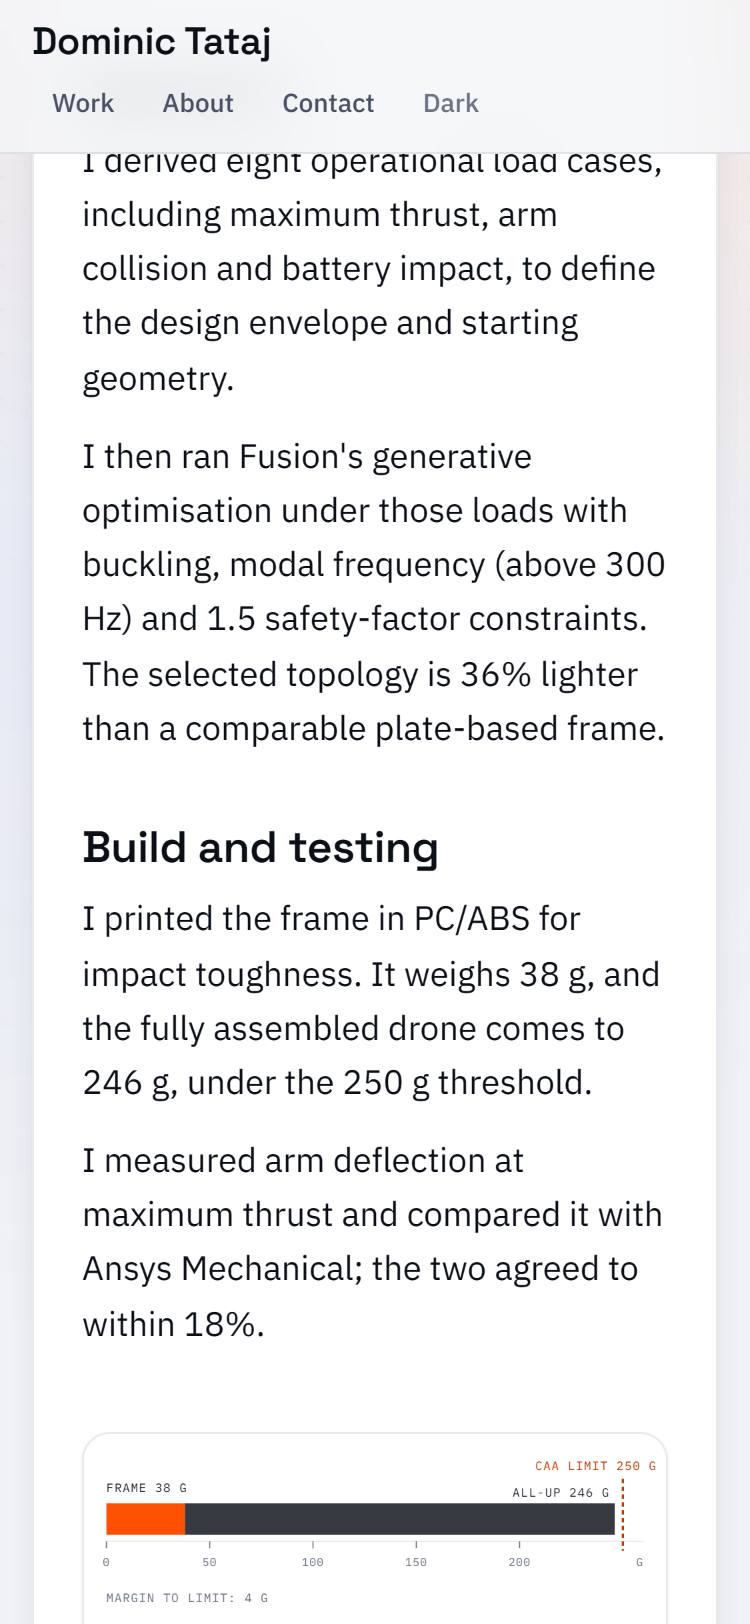 Dominic Tataj
Work About Contact Dark
I derived eight operational load cases,
including maximum thrust, arm
collision and battery impact, to define
the design envelope and starting
geometry.
I then ran Fusion's generative
optimisation under those loads with
buckling, modal frequency (above 300
Hz) and 1.5 safety-factor constraints.
The selected topology is 36% lighter
than a comparable plate-based frame.
Build and testing
I printed the frame in PC/ABS for
impact toughness. It weighs 38 g, and
the fully assembled drone comes to
246 g, under the 250 g threshold.
I measured arm deflection at
maximum thrust and compared it with
Ansys Mechanical; the two agreed to
within 18%.
CAA LIMIT 250 G
FRAME 38 G
ALL-UP 246 G
0 50 100 150 200 G
MARGIN TO LIMIT: 4 G